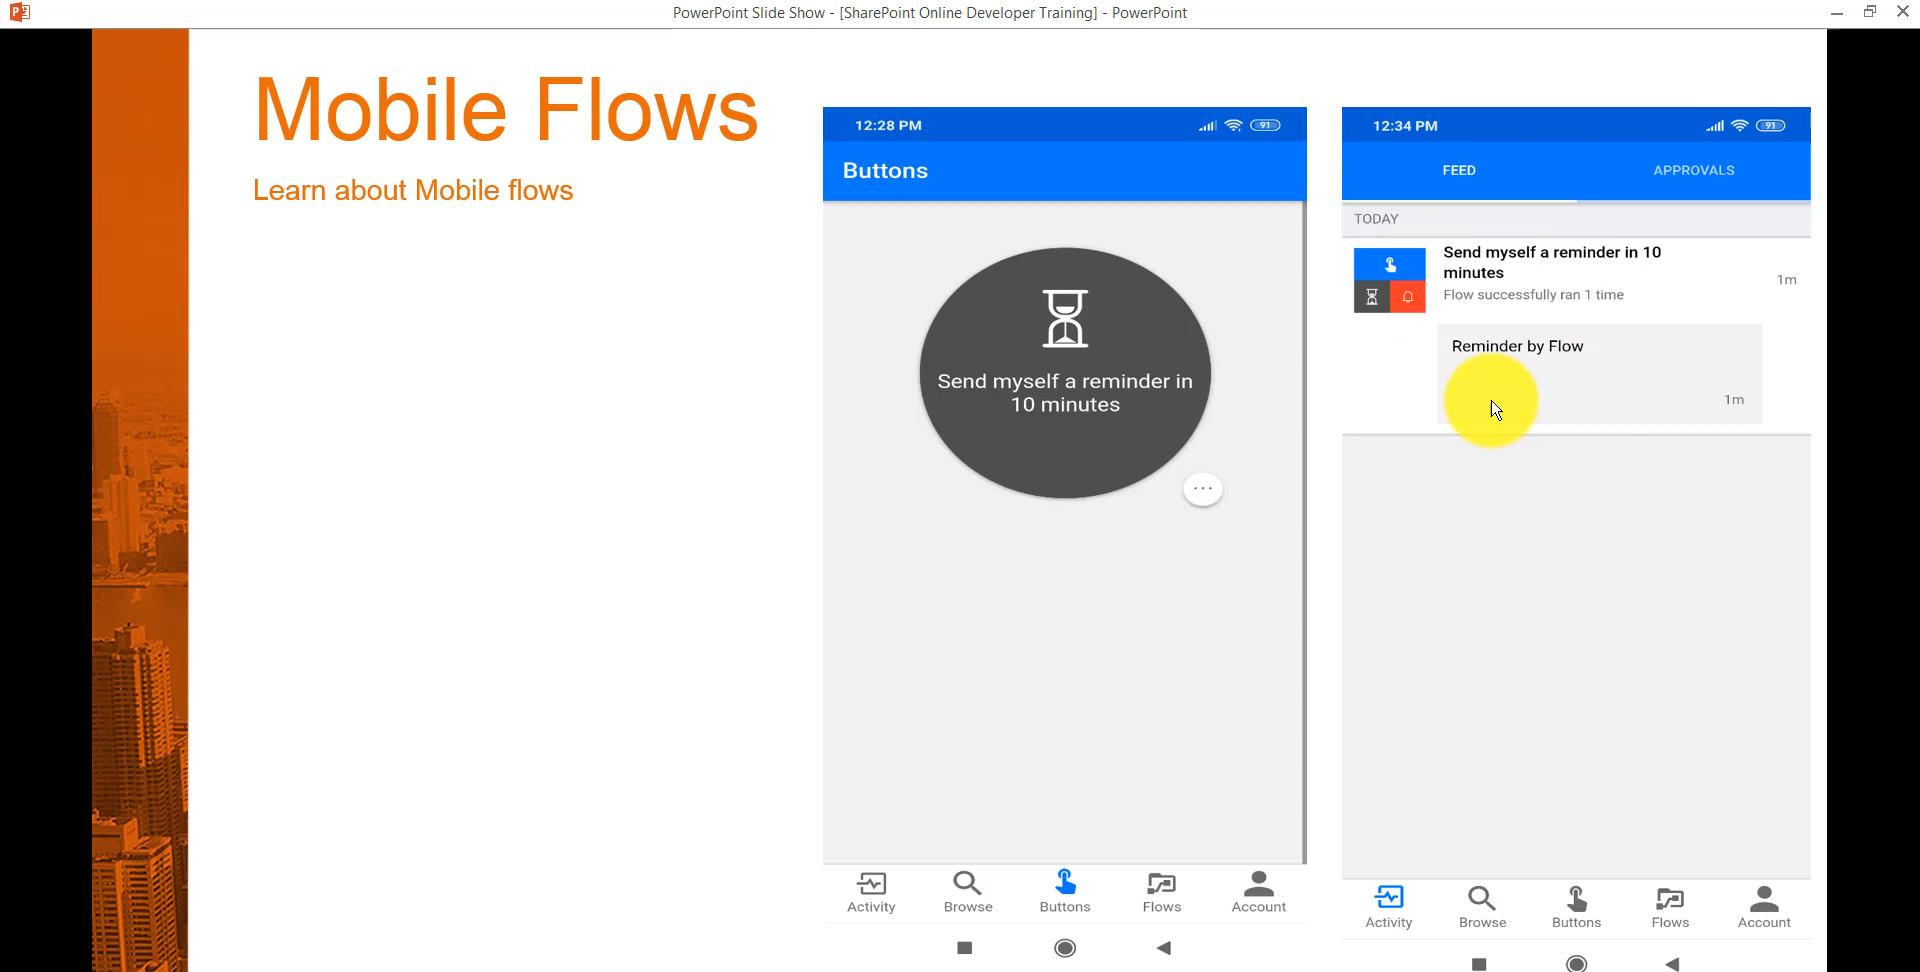 PowerPoint Slide Show - [SharePoint Online Developer Training] - PowerPoint
Mobile Flows
Learn about Mobile flows
12:28 PM
91
Buttons
Send myself a reminder in
10 minutes
Activity
Browse
Buttons
Flows
Account
12:34 PM
91
FEED
APPROVALS
TODAY
Send myself a reminder in 10
minutes
1m
Flow successfully ran 1 time
Reminder by Flow
1m
Activity
Browse
Buttons
Flows
Account